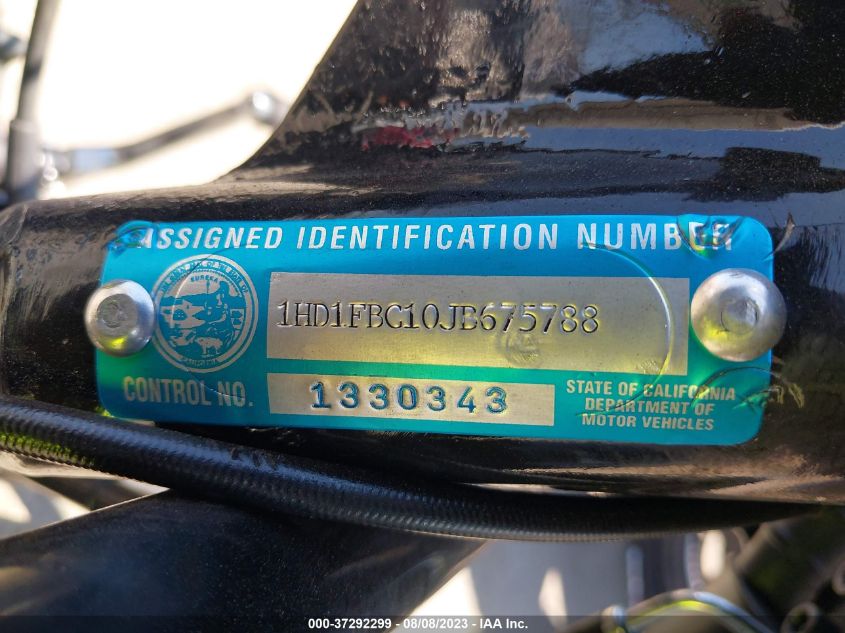 ASSIGNED IDENTIFICATION NUMBER
EUREKA
1HD1FBC10JB675788
CONTROL NO. 1330343
STATE OF CALIFORNIA
DEPARTMENT OF
MOTOR VEHICLES
000-37292299 - 08/08/2023 - IAA Inc.